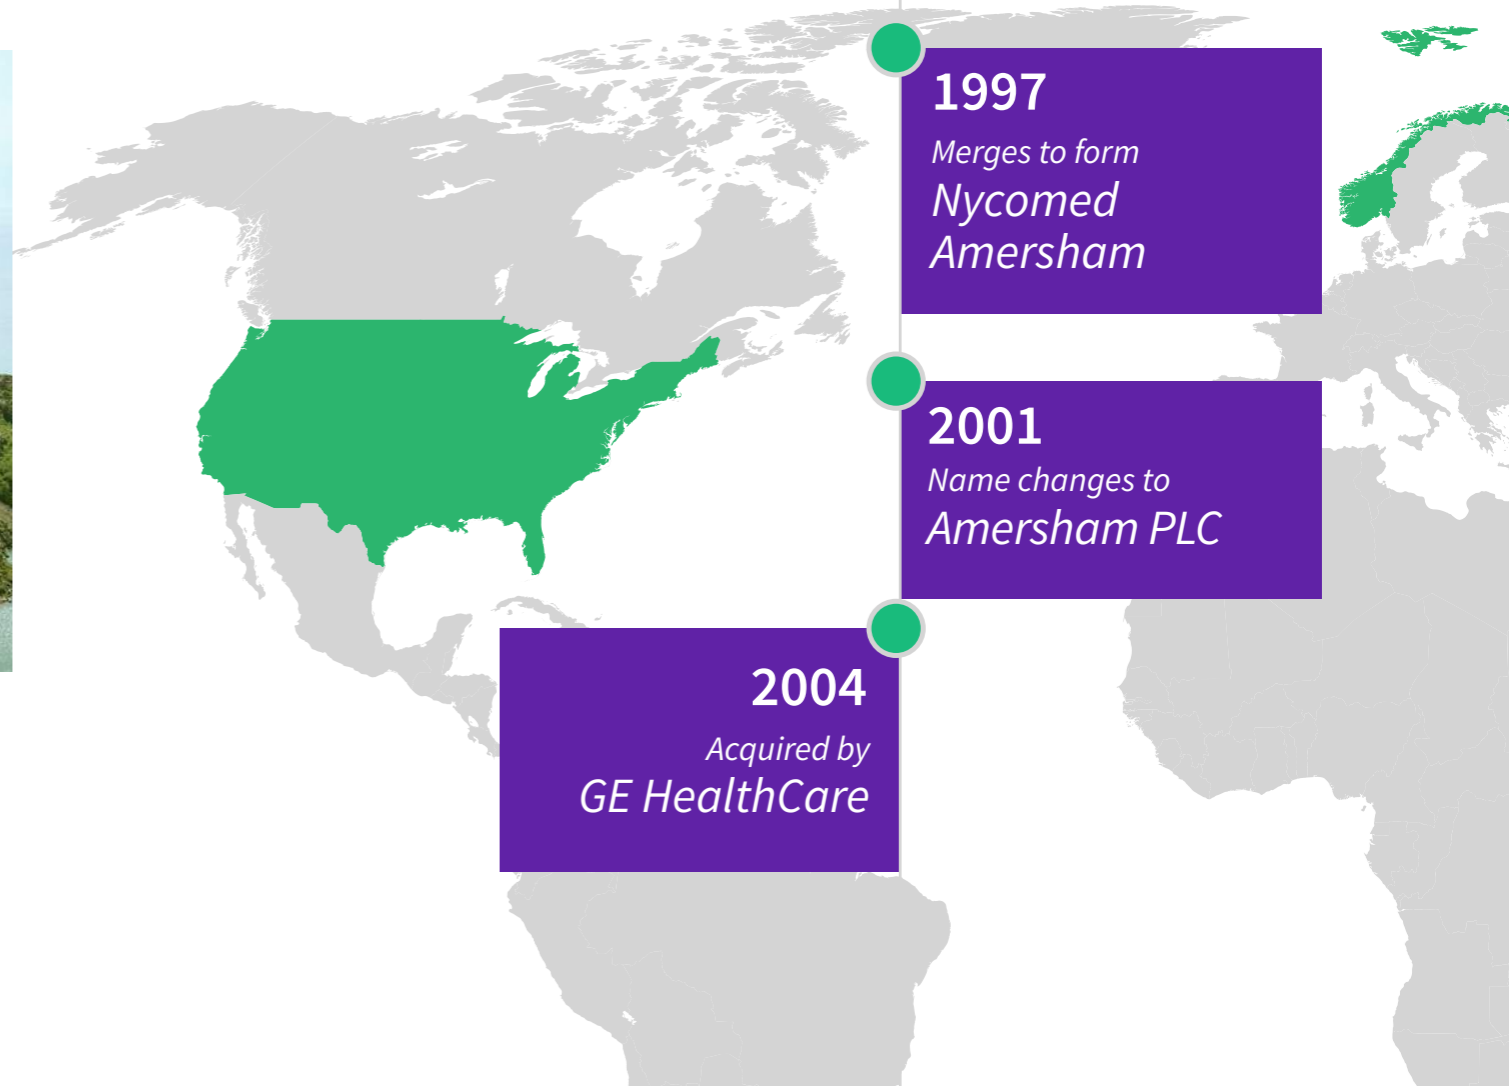 1997
Merges to form
Nycomed
Amersham
2001
Name changes to
Amersham PLC
2004
Acquired by
GE HealthCare